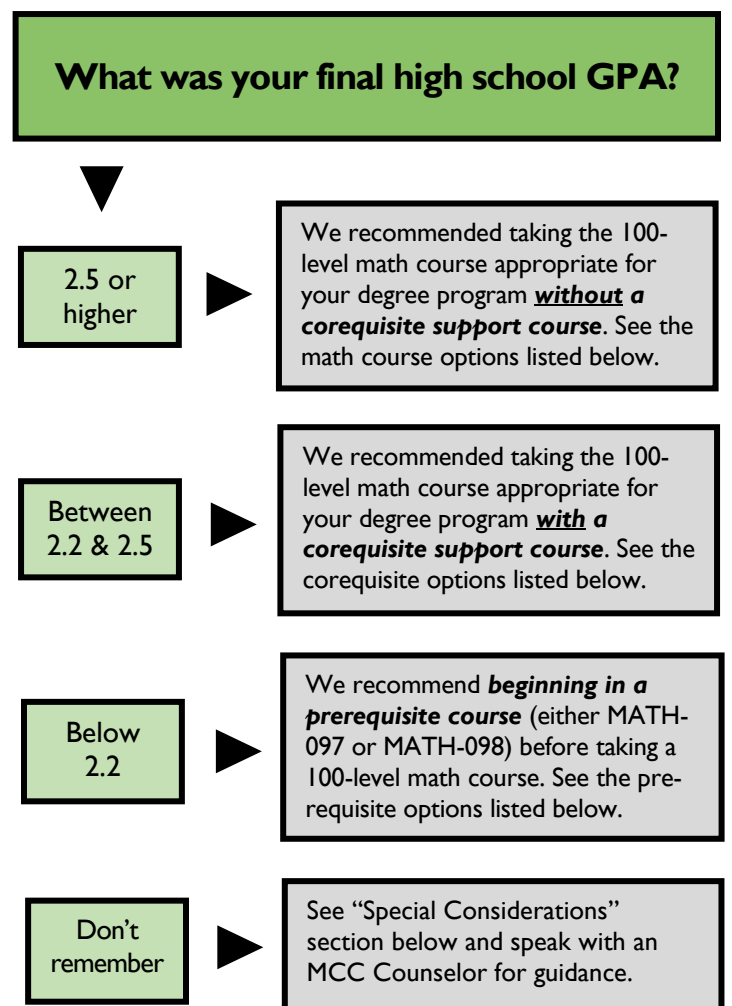 What was your final high school GPA?
2.5 or
higher
We recommended taking the 100-
level math course appropriate for
your degree program without a
corequisite support course. See the
math course options listed below.
Between
2.2 & 2.5
We recommended taking the 100-
level math course appropriate for
your degree program with a
corequisite support course. See the
corequisite options listed below.
Below
2.2
We recommend beginning in a
prerequisite course (either MATH-
097 or MATH-098) before taking a
100-level math course. See the pre-
requisite options listed below.
Don't
remember
See “Special Considerations”
section below and speak with an
MCC Counselor for guidance.